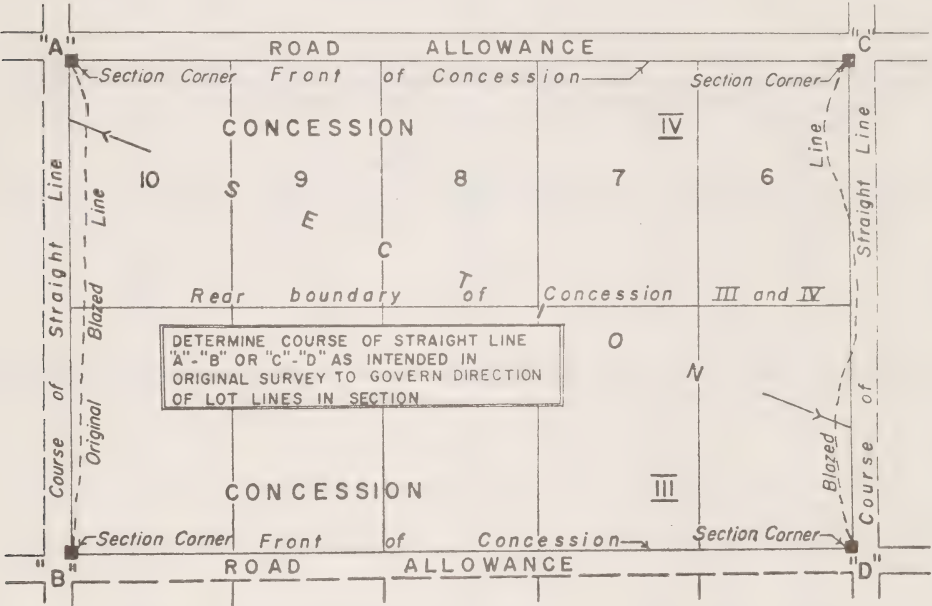 "A"
ROAD ALLOWANCE
"C"
Section Corner Front of Concession
Section Corner
CONCESSION
IV
10 9 8 7 6
SECTION
Rear boundary of Concession III and IV
DETERMINE COURSE OF STRAIGHT LINE
"A"-"B" OR "C"-"D" AS INTENDED IN
ORIGINAL SURVEY TO GOVERN DIRECTION
OF LOT LINES IN SECTION
CONCESSION
III
Section Corner Front of Concession
Section Corner
"B"
ROAD ALLOWANCE
"D"
Course of Straight Line
Original Blazed Line
Blazed Line
Course of Straight Line